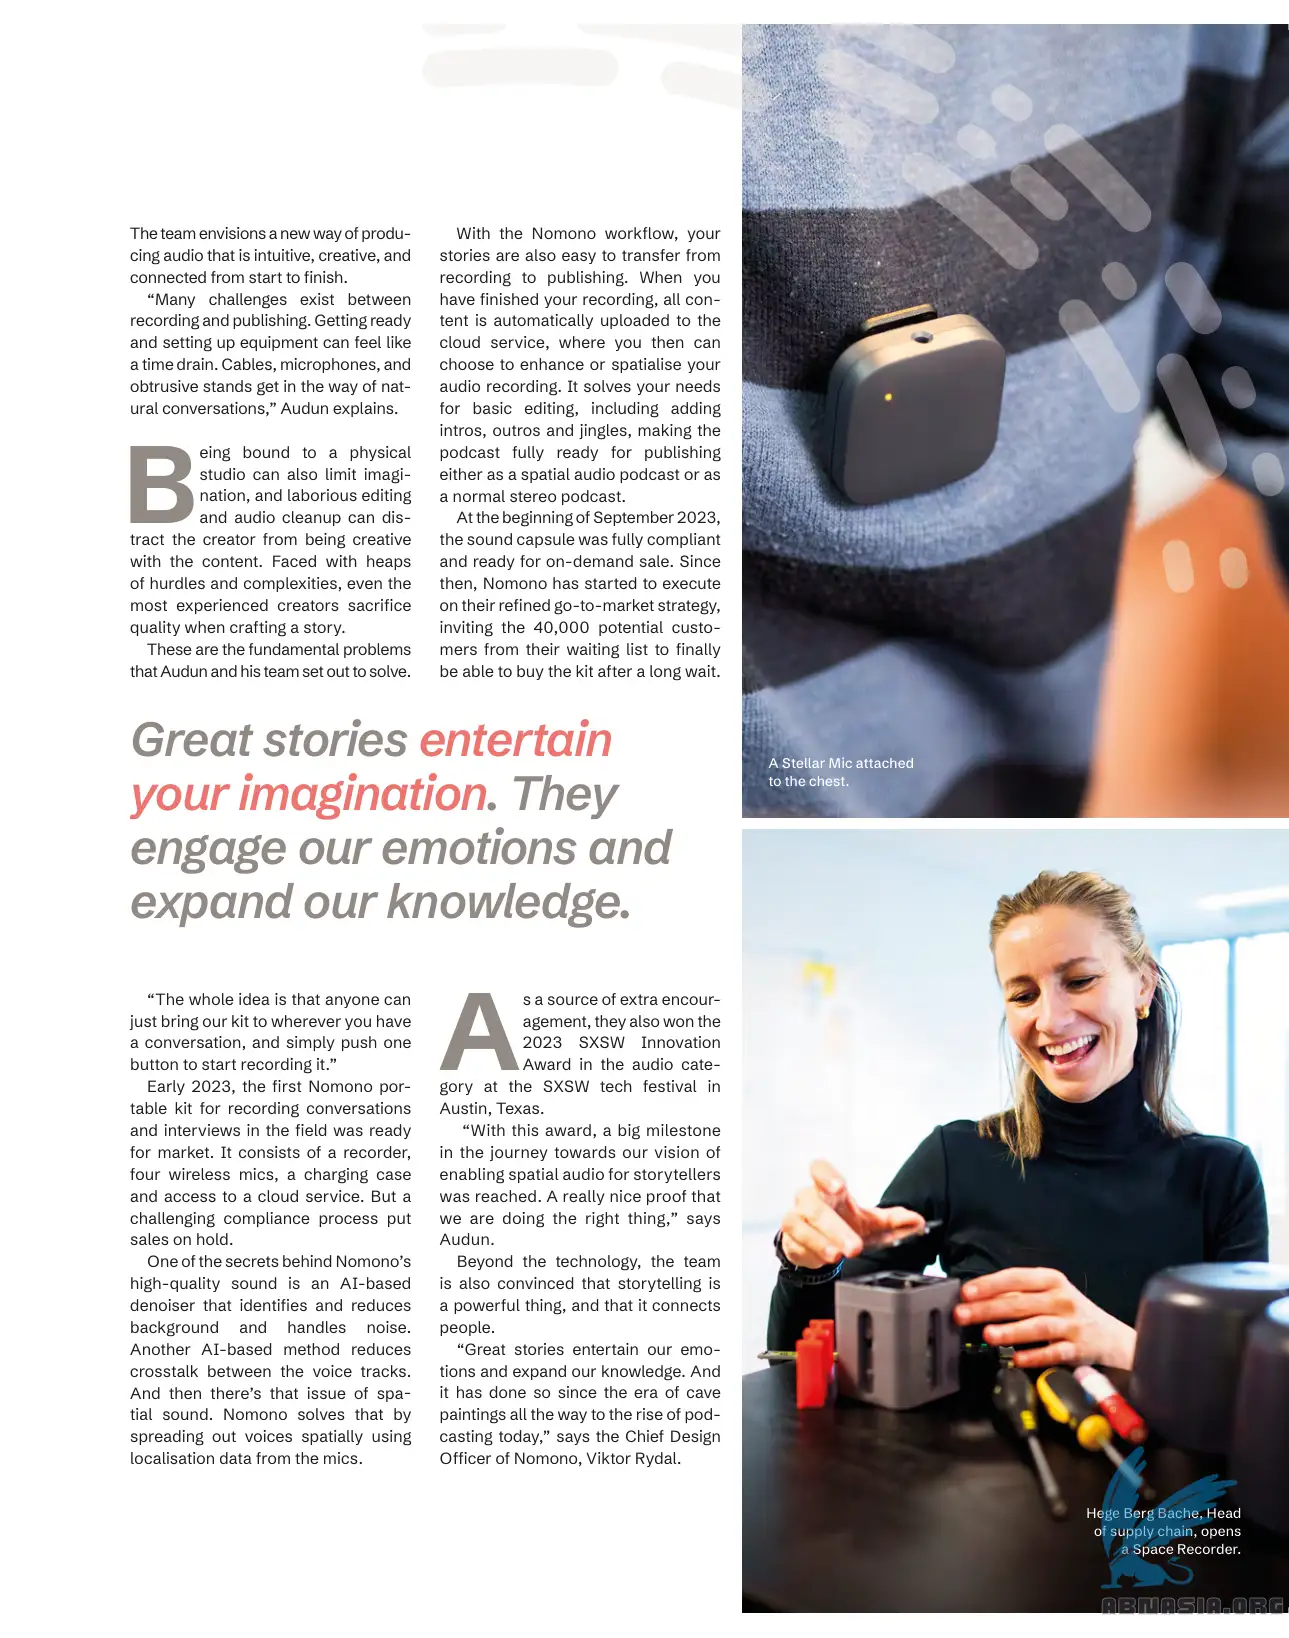 The team envisions a new way of produ-
cing audio that is intuitive, creative, and
connected from start to finish.
“Many challenges exist between
recording and publishing. Getting ready
and setting up equipment can feel like
a time drain. Cables, microphones, and
obtrusive stands get in the way of nat-
ural conversations,” Audun explains.
Being bound to a physical
studio can also limit imagi-
nation, and laborious editing
and audio cleanup can dis-
tract the creator from being creative
with the content. Faced with heaps
of hurdles and complexities, even the
most experienced creators sacrifice
quality when crafting a story.
These are the fundamental problems
that Audun and his team set out to solve.
With the Nomono workflow, your
stories are also easy to transfer from
recording to publishing. When you
have finished your recording, all con-
tent is automatically uploaded to the
cloud service, where you then can
choose to enhance or spatialise your
audio recording. It solves your needs
for basic editing, including adding
intros, outros and jingles, making the
podcast fully ready for publishing
either as a spatial audio podcast or as
a normal stereo podcast.
At the beginning of September 2023,
the sound capsule was fully compliant
and ready for on-demand sale. Since
then, Nomono has started to execute
on their refined go-to-market strategy,
inviting the 40,000 potential custo-
mers from their waiting list to finally
be able to buy the kit after a long wait.
Great stories entertain
your imagination. They
engage our emotions and
expand our knowledge.
“The whole idea is that anyone can
just bring our kit to wherever you have
a conversation, and simply push one
button to start recording it.”
Early 2023, the first Nomono por-
table kit for recording conversations
and interviews in the field was ready
for market. It consists of a recorder,
four wireless mics, a charging case
and access to a cloud service. But a
challenging compliance process put
sales on hold.
One of the secrets behind Nomono’s
high-quality sound is an AI-based
denoiser that identifies and reduces
background and handles noise.
Another AI-based method reduces
crosstalk between the voice tracks.
And then there’s that issue of spa-
tial sound. Nomono solves that by
spreading out voices spatially using
localisation data from the mics.
As a source of extra encour-
agement, they also won the
2023 SXSW Innovation
Award in the audio cate-
gory at the SXSW tech festival in
Austin, Texas.
“With this award, a big milestone
in the journey towards our vision of
enabling spatial audio for storytellers
was reached. A really nice proof that
we are doing the right thing,” says
Audun.
Beyond the technology, the team
is also convinced that storytelling is
a powerful thing, and that it connects
people.
“Great stories entertain our emo-
tions and expand our knowledge. And
it has done so since the era of cave
paintings all the way to the rise of pod-
casting today,” says the Chief Design
Officer of Nomono, Viktor Rydal.
A Stellar Mic attached
to the chest.
Hege Berg Bache, Head
of supply chain, opens
a Space Recorder.
ABMASIA.ORG